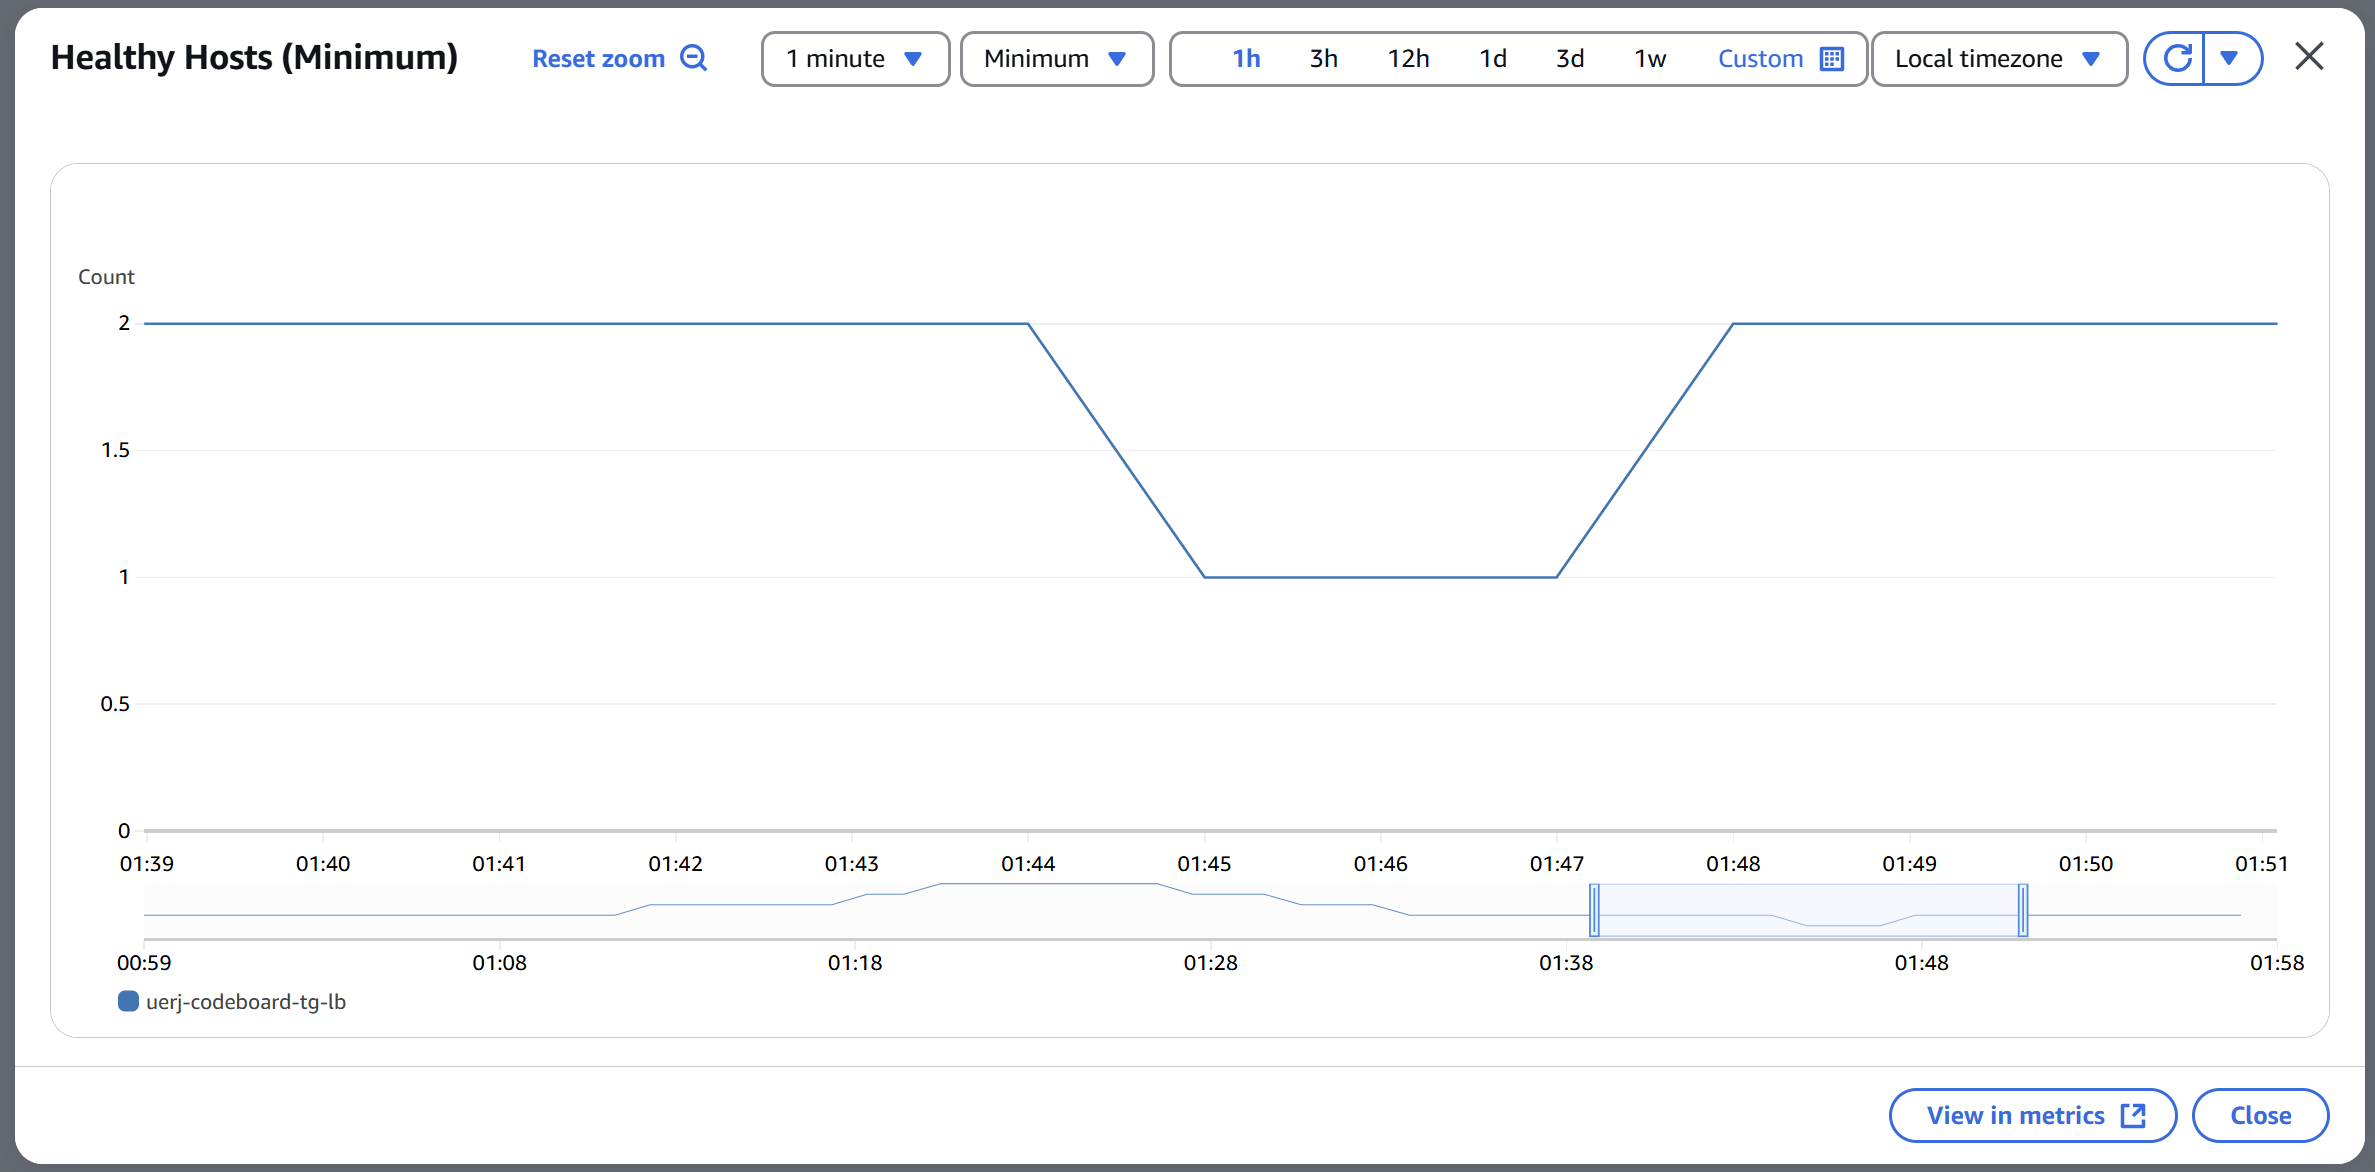 Healthy Hosts (Minimum)
Reset zoom
1 minute
Minimum
1h 3h 12h 1d 3d 1w Custom
Local timezone
Count
2
1.5
1
0.5
0
01:39 01:40 01:41 01:42 01:43 01:44 01:45 01:46 01:47 01:48 01:49 01:50 01:51
00:59 01:08 01:18 01:28 01:38 01:48 01:58
uerj-codeboard-tg-lb
View in metrics
Close